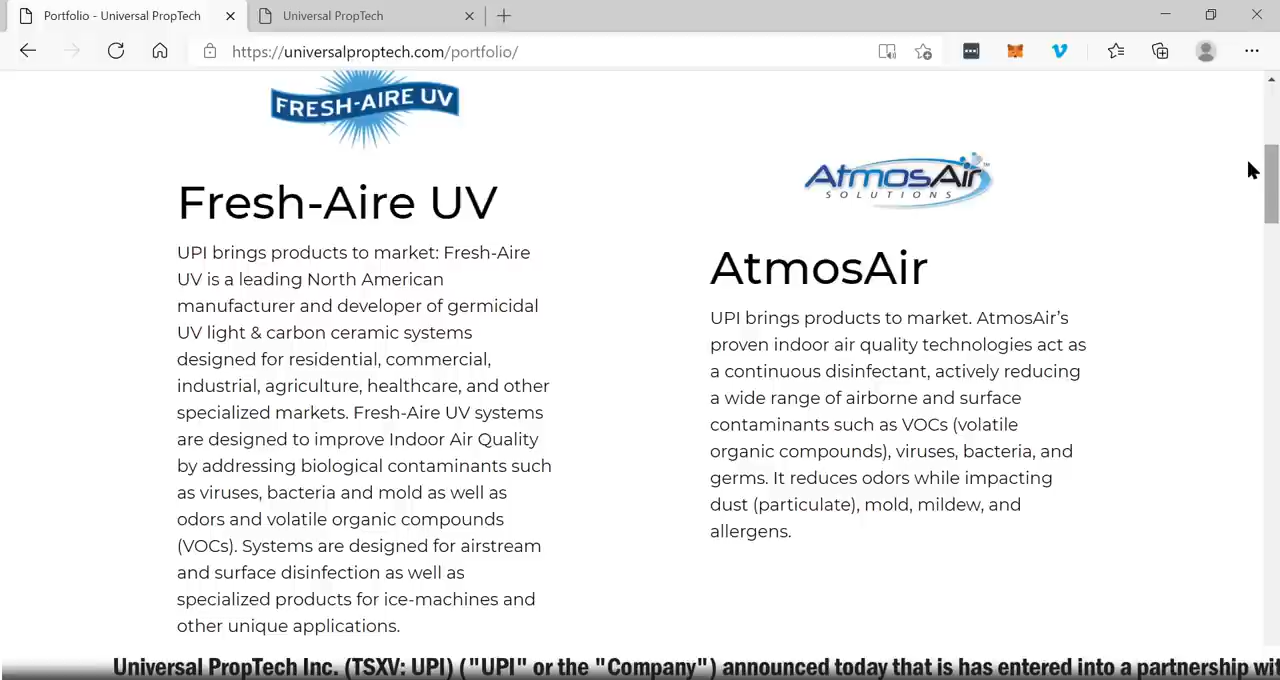 Portfolio - Universal PropTech
Universal PropTech
https://universalproptech.com/portfolio/
FRESH-AIRE UV
Fresh-Aire UV
UPI brings products to market: Fresh-Aire
UV is a leading North American
manufacturer and developer of germicidal
UV light & carbon ceramic systems
designed for residential, commercial,
industrial, agriculture, healthcare, and other
specialized markets. Fresh-Aire UV systems
are designed to improve Indoor Air Quality
by addressing biological contaminants such
as viruses, bacteria and mold as well as
odors and volatile organic compounds
(VOCs). Systems are designed for airstream
and surface disinfection as well as
specialized products for ice-machines and
other unique applications.
AtmosAir™
SOLUTIONS
AtmosAir
UPI brings products to market. AtmosAir’s
proven indoor air quality technologies act as
a continuous disinfectant, actively reducing
a wide range of airborne and surface
contaminants such as VOCs (volatile
organic compounds), viruses, bacteria, and
germs. It reduces odors while impacting
dust (particulate), mold, mildew, and
allergens.
Universal PropTech Inc. (TSXV: UPI) ("UPI" or the "Company") announced today that is has entered into a partnership wi